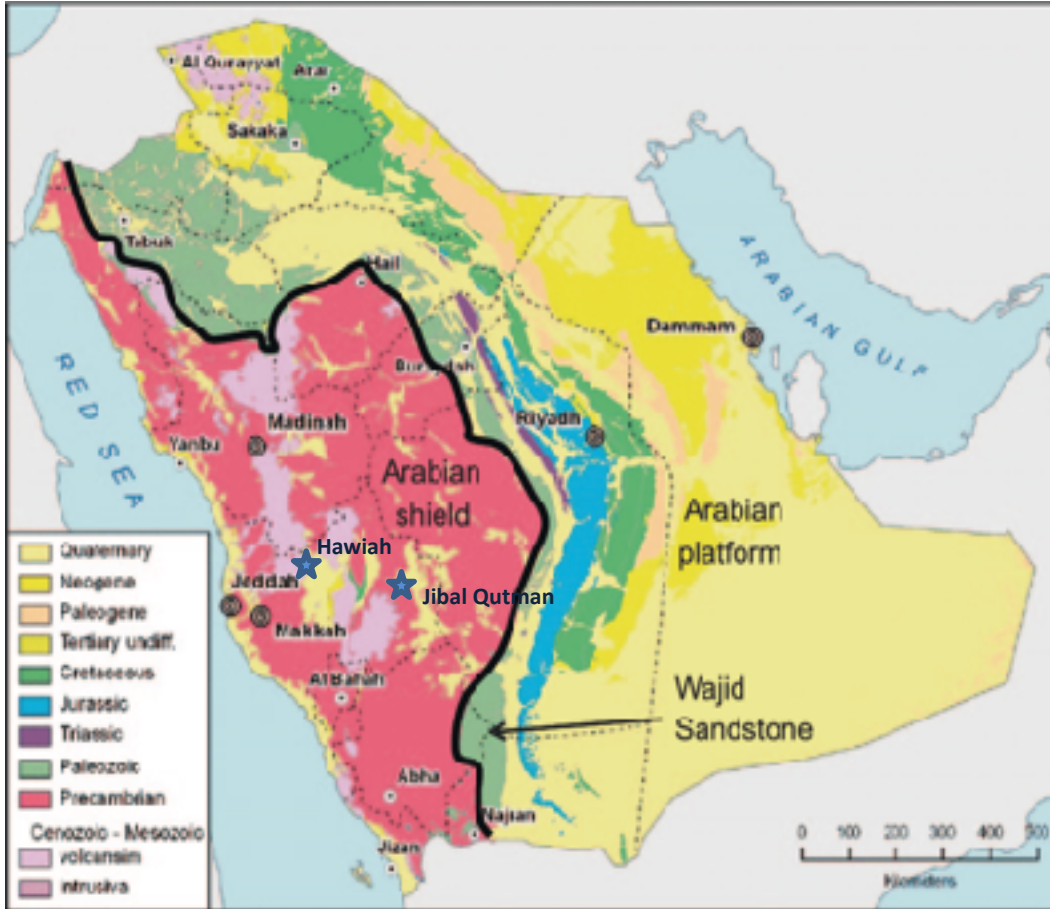 Al Qurayyat
Arar
Sakaka
Tabuk
Hail
Buraydah
Dammam
ARABIAN GULF
RED SEA
Riyadh
Madinah
Yanbu
Arabian
shield
Arabian
platform
Hawiah
Jeddah
Jibal Qutman
Makkah
Al Bahah
Wajid
Sandstone
Abha
Najran
Jizan
Quaternary
Neogene
Paleogene
Tertiary undiff.
Cretaceous
Jurassic
Triassic
Paleozoic
Precambrian
Cenozoic - Mesozoic
volcansim
intrusiva
0 100 200 300 400 500
Kilometers